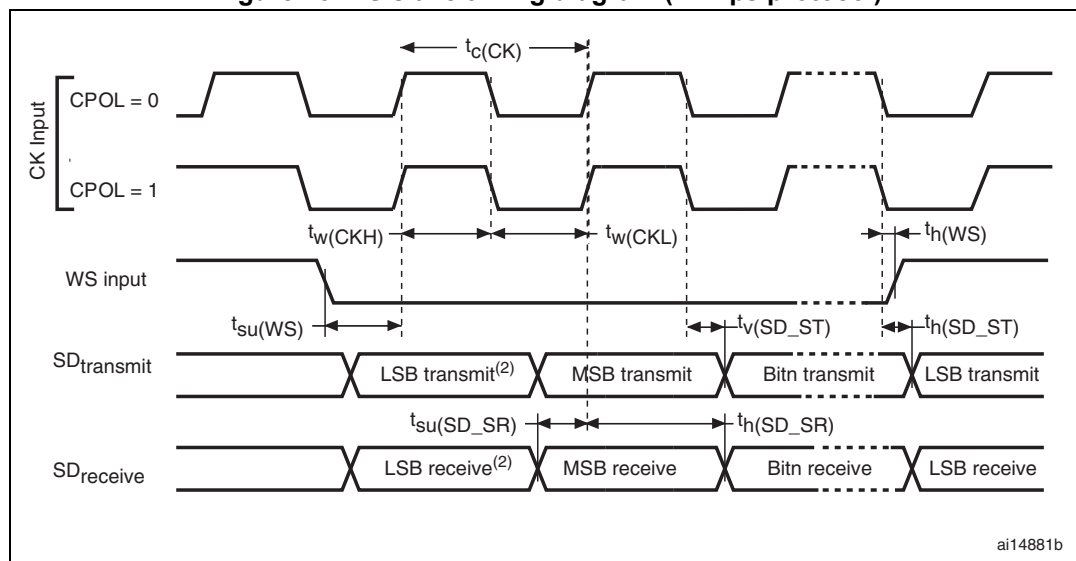 tc(CK)
CK Input
CPOL = 0
CPOL = 1
tw(CKH)
tw(CKL)
th(WS)
WS input
tsu(WS)
tv(SD_ST)
th(SD_ST)
SDtransmit
LSB transmit(2)
MSB transmit
Bitn transmit
LSB transmit
tsu(SD_SR)
th(SD_SR)
SDreceive
LSB receive(2)
MSB receive
Bitn receive
LSB receive
ai14881b